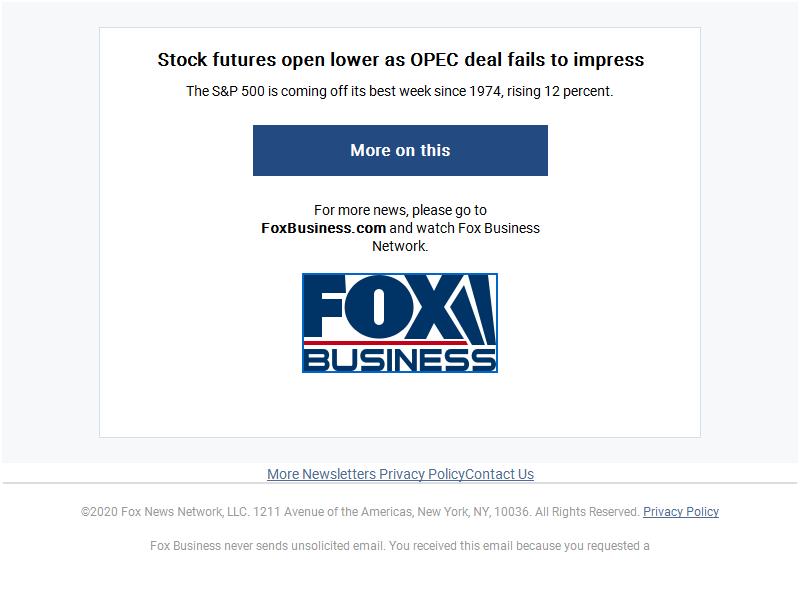 Stock futures open lower as OPEC deal fails to impress
The S&P 500 is coming off its best week since 1974, rising 12 percent.
More on this
For more news, please go to
FoxBusiness.com and watch Fox Business
Network.
FOX
BUSINESS
More Newsletters Privacy PolicyContact Us
©2020 Fox News Network, LLC. 1211 Avenue of the Americas, New York, NY, 10036. All Rights Reserved. Privacy Policy
Fox Business never sends unsolicited email. You received this email because you requested a